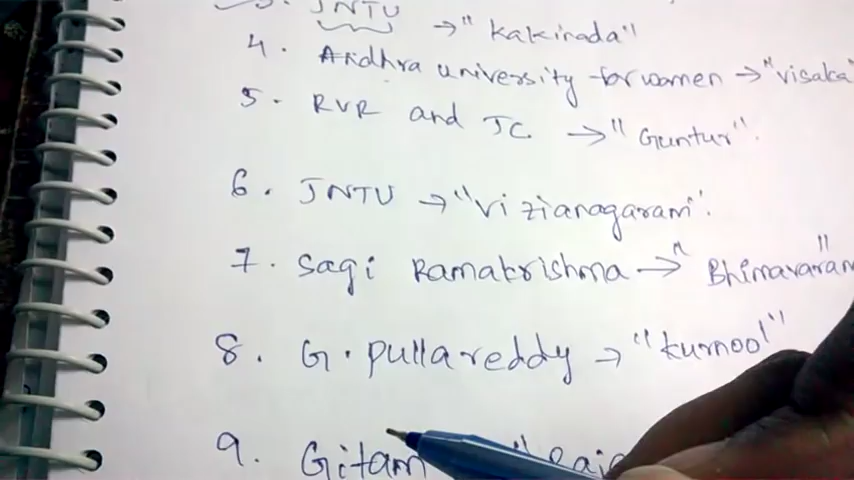 3. JNTU → "Kakinada"
4. Andhra university for women → "visaka"
5. RVR and JC → "Guntur".
6. JNTU → "Vizianagaram".
7. Sagi Ramakrishna → "Bhimavaram
8. G. pullareddy → "kurnool"
9. Gitam